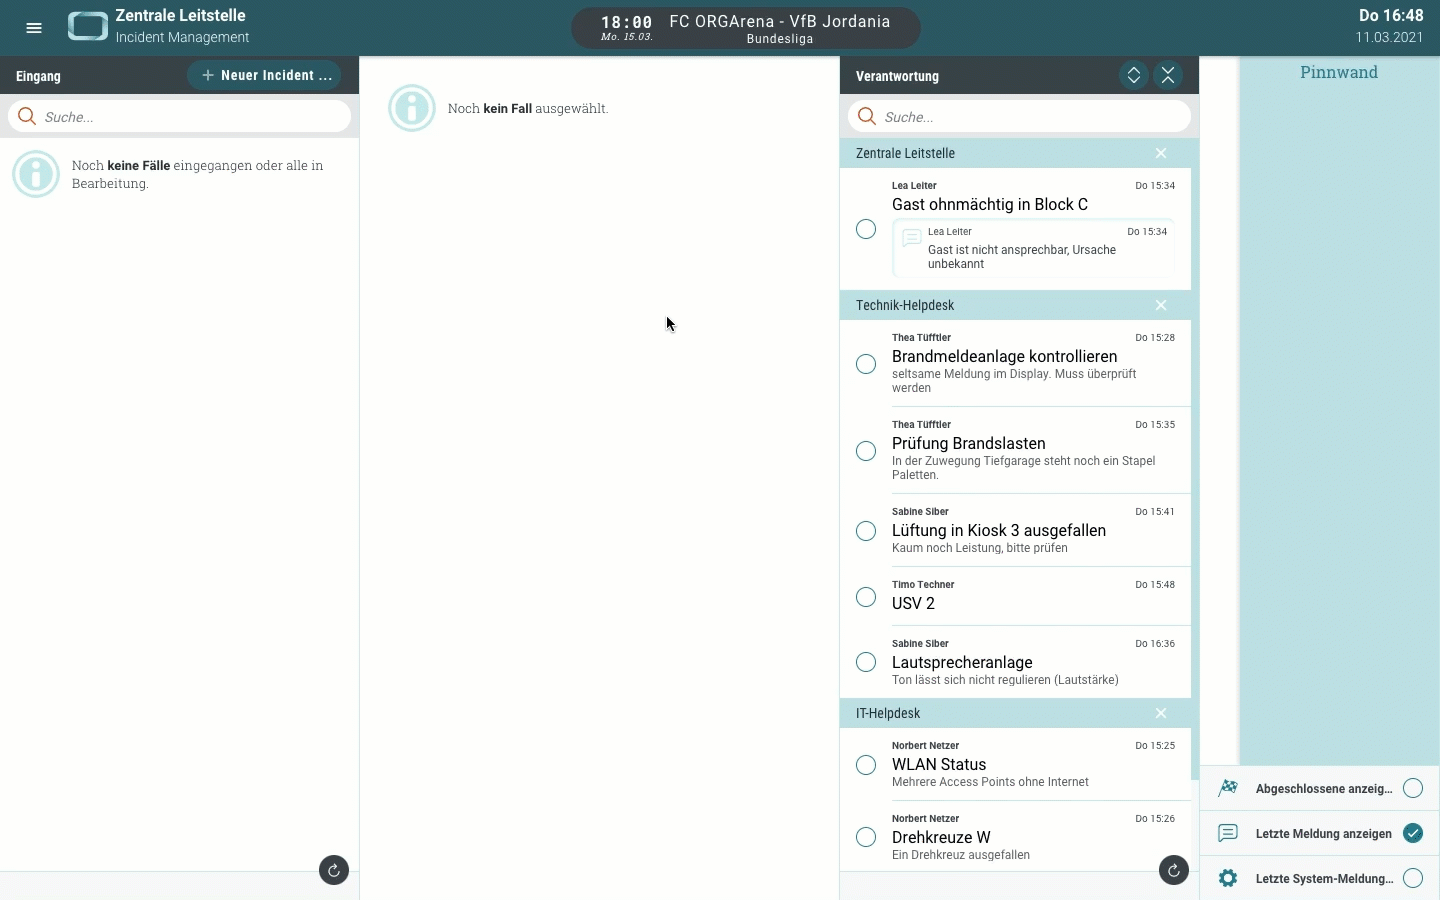 Zentrale Leitstelle
Incident Management
18:00
Mo. 15.03.
FC ORGArena - VfB Jordania
Bundesliga
Do 16:48
11.03.2021
Eingang
Neuer Incident ...
Suche...
Noch keine Fälle eingegangen oder alle in
Bearbeitung.
Noch kein Fall ausgewählt.
Verantwortung
Suche...
Zentrale Leitstelle
Lea Leiter
Do 15:34
Gast ohnmächtig in Block C
Lea Leiter
Do 15:34
Gast ist nicht ansprechbar, Ursache
unbekannt
Technik-Helpdesk
Thea Tüfftler
Do 15:28
Brandmeldeanlage kontrollieren
seltsame Meldung im Display. Muss überprüft
werden
Thea Tüfftler
Do 15:35
Prüfung Brandslasten
In der Zuwegung Tiefgarage steht noch ein Stapel
Paletten.
Sabine Siber
Do 15:41
Lüftung in Kiosk 3 ausgefallen
Kaum noch Leistung, bitte prüfen
Timo Techner
Do 15:48
USV 2
Sabine Siber
Do 16:36
Lautsprecheranlage
Ton lässt sich nicht regulieren (Lautstärke)
IT-Helpdesk
Norbert Netzer
Do 15:25
WLAN Status
Mehrere Access Points ohne Internet
Norbert Netzer
Do 15:26
Drehkreuze W
Ein Drehkreuz ausgefallen
Pinnwand
Abgeschlossene anzeig...
Letzte Meldung anzeigen
Letzte System-Meldung...